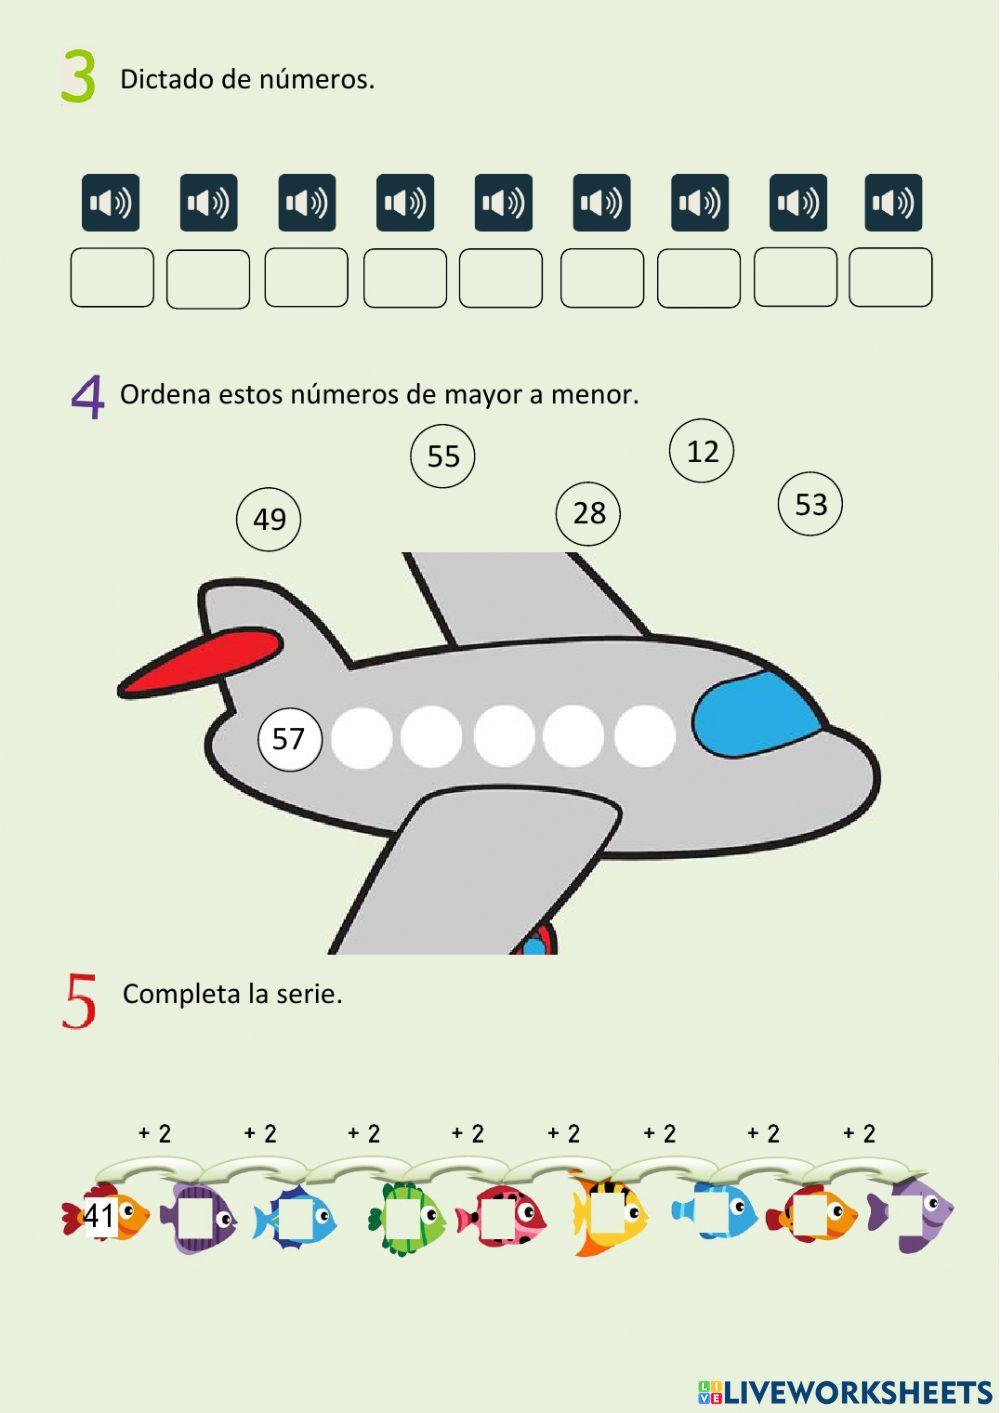 3 Dictado de números.
4 Ordena estos números de mayor a menor.
55
12
49
28
53
57
5 Completa la serie.
+ 2 + 2 + 2 + 2 + 2 + 2 + 2 + 2
41
LIVE LIVEWORKSHEETS